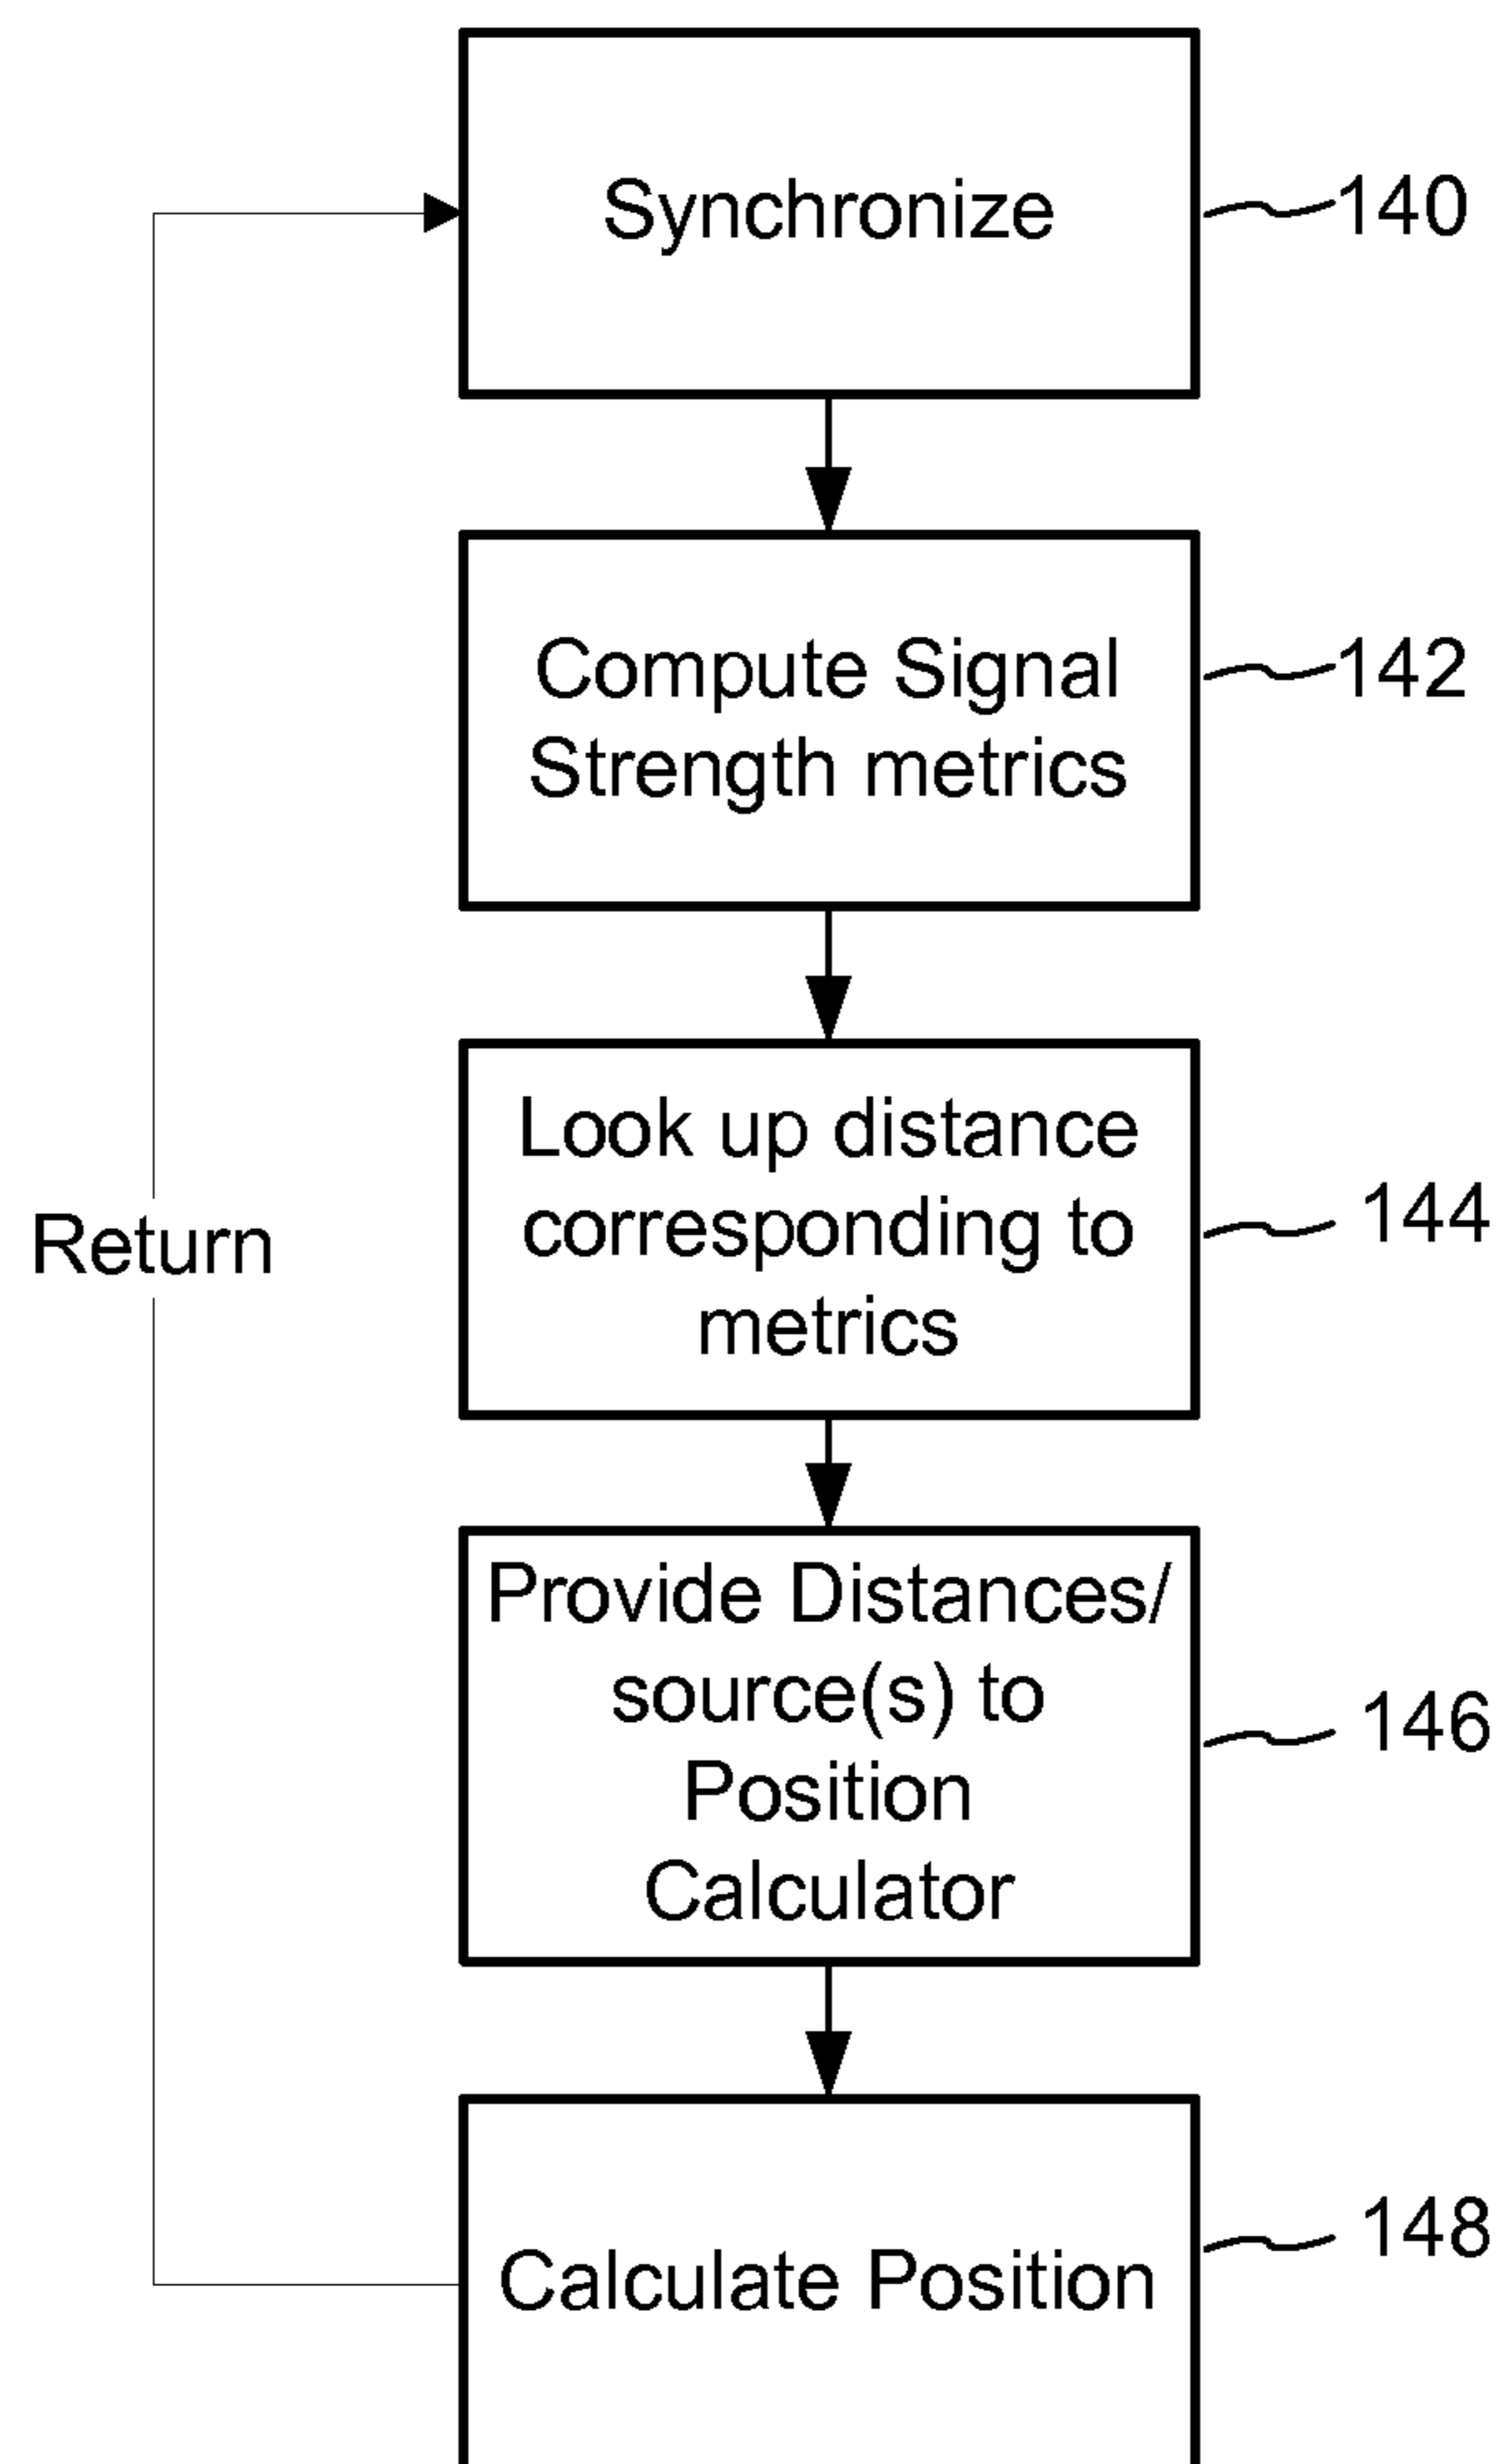 Synchronize
140
Compute Signal
Strength metrics
142
Look up distance
corresponding to
metrics
144
Return
Provide Distances/
source(s) to
Position
Calculator
146
Calculate Position
148